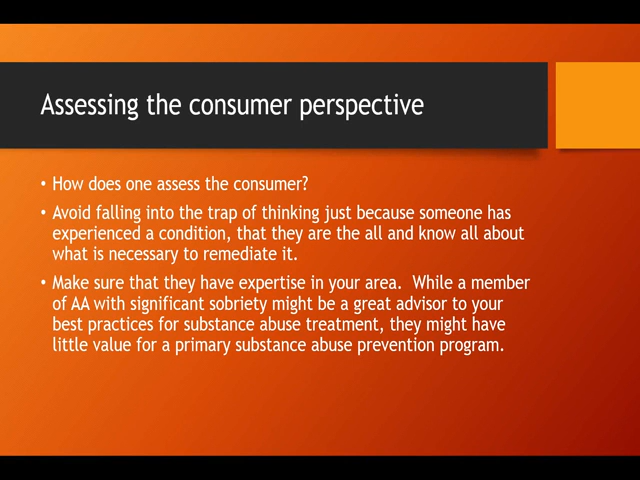 Assessing the consumer perspective
• How does one assess the consumer?
• Avoid falling into the trap of thinking just because someone has
experienced a condition, that they are the all and know all about
what is necessary to remediate it.
• Make sure that they have expertise in your area.  While a member
of AA with significant sobriety might be a great advisor to your
best practices for substance abuse treatment, they might have
little value for a primary substance abuse prevention program.